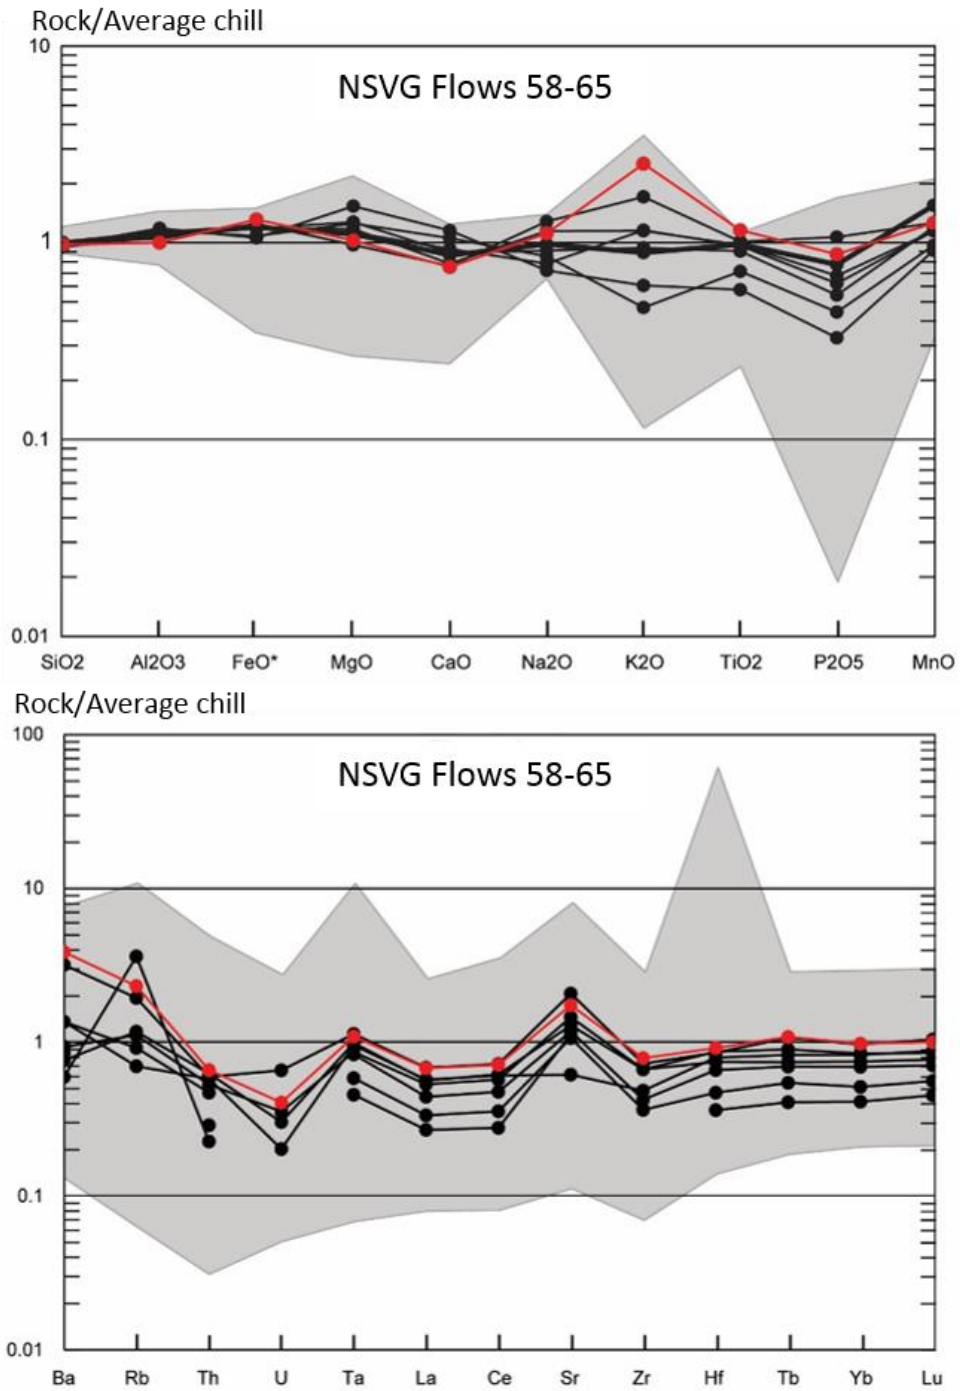 Rock/Average chill
10
NSVG Flows 58-65
1
0.1
0.01
SiO2 Al2O3 FeO* MgO CaO Na2O K2O TiO2 P2O5 MnO
Rock/Average chill
100
NSVG Flows 58-65
10
1
0.1
0.01
Ba Rb Th U Ta La Ce Sr Zr Hf Tb Yb Lu